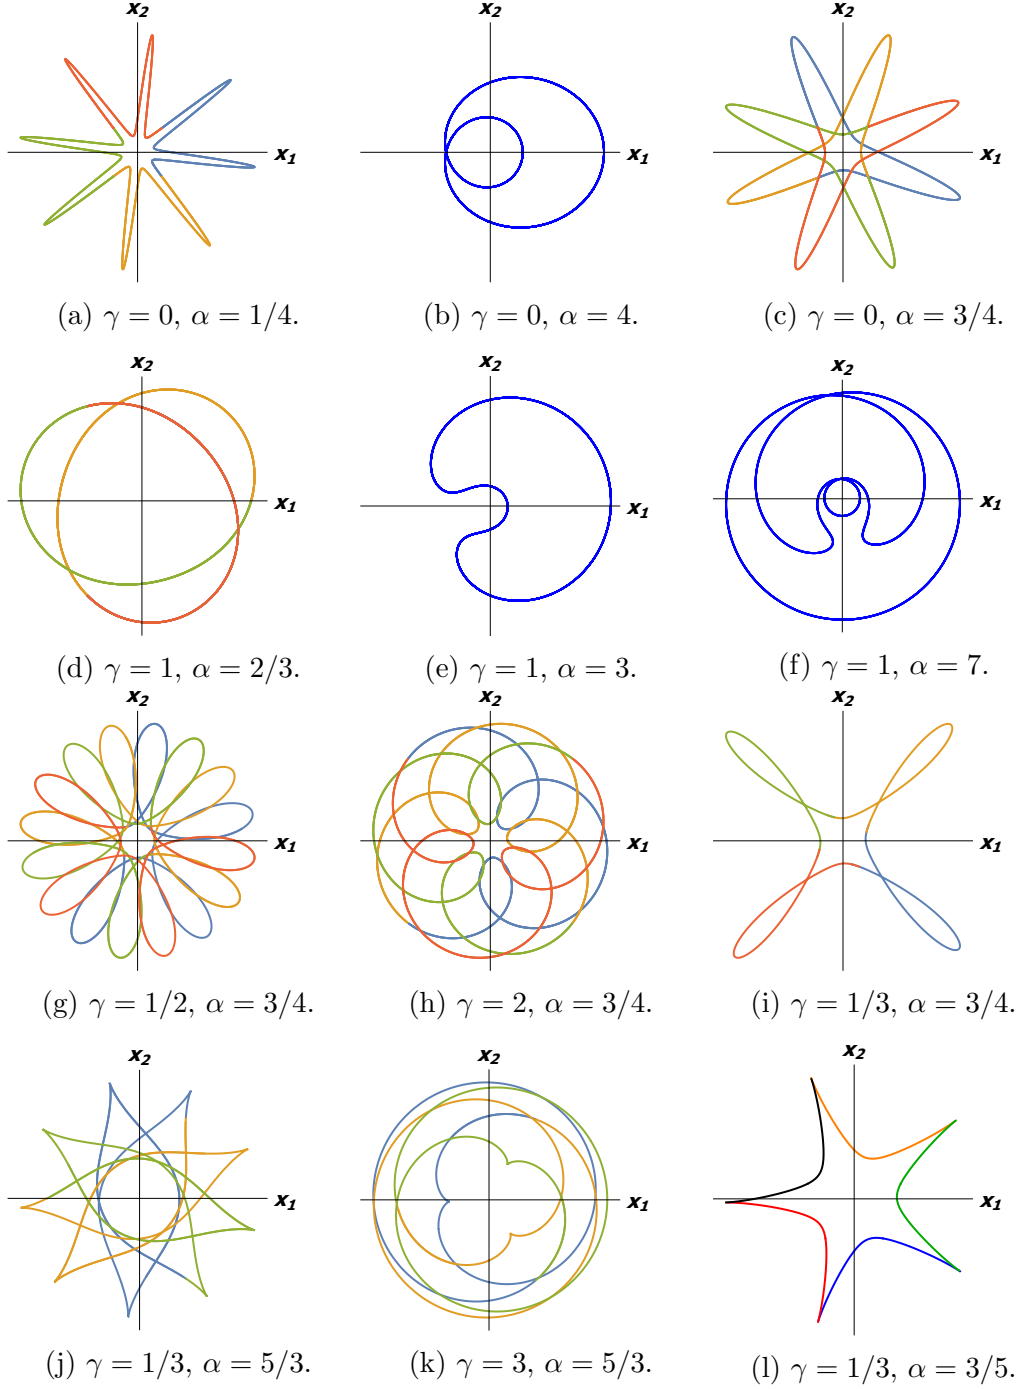 x₂ x₂ x₂
x₁ x₁ x₁
(a) γ = 0, α = 1/4. (b) γ = 0, α = 4. (c) γ = 0, α = 3/4.
x₂ x₂ x₂
x₁ x₁ x₁
(d) γ = 1, α = 2/3. (e) γ = 1, α = 3. (f) γ = 1, α = 7.
x₂ x₂ x₂
x₁ x₁ x₁
(g) γ = 1/2, α = 3/4. (h) γ = 2, α = 3/4. (i) γ = 1/3, α = 3/4.
x₂ x₂ x₂
x₁ x₁ x₁
(j) γ = 1/3, α = 5/3. (k) γ = 3, α = 5/3. (l) γ = 1/3, α = 3/5.